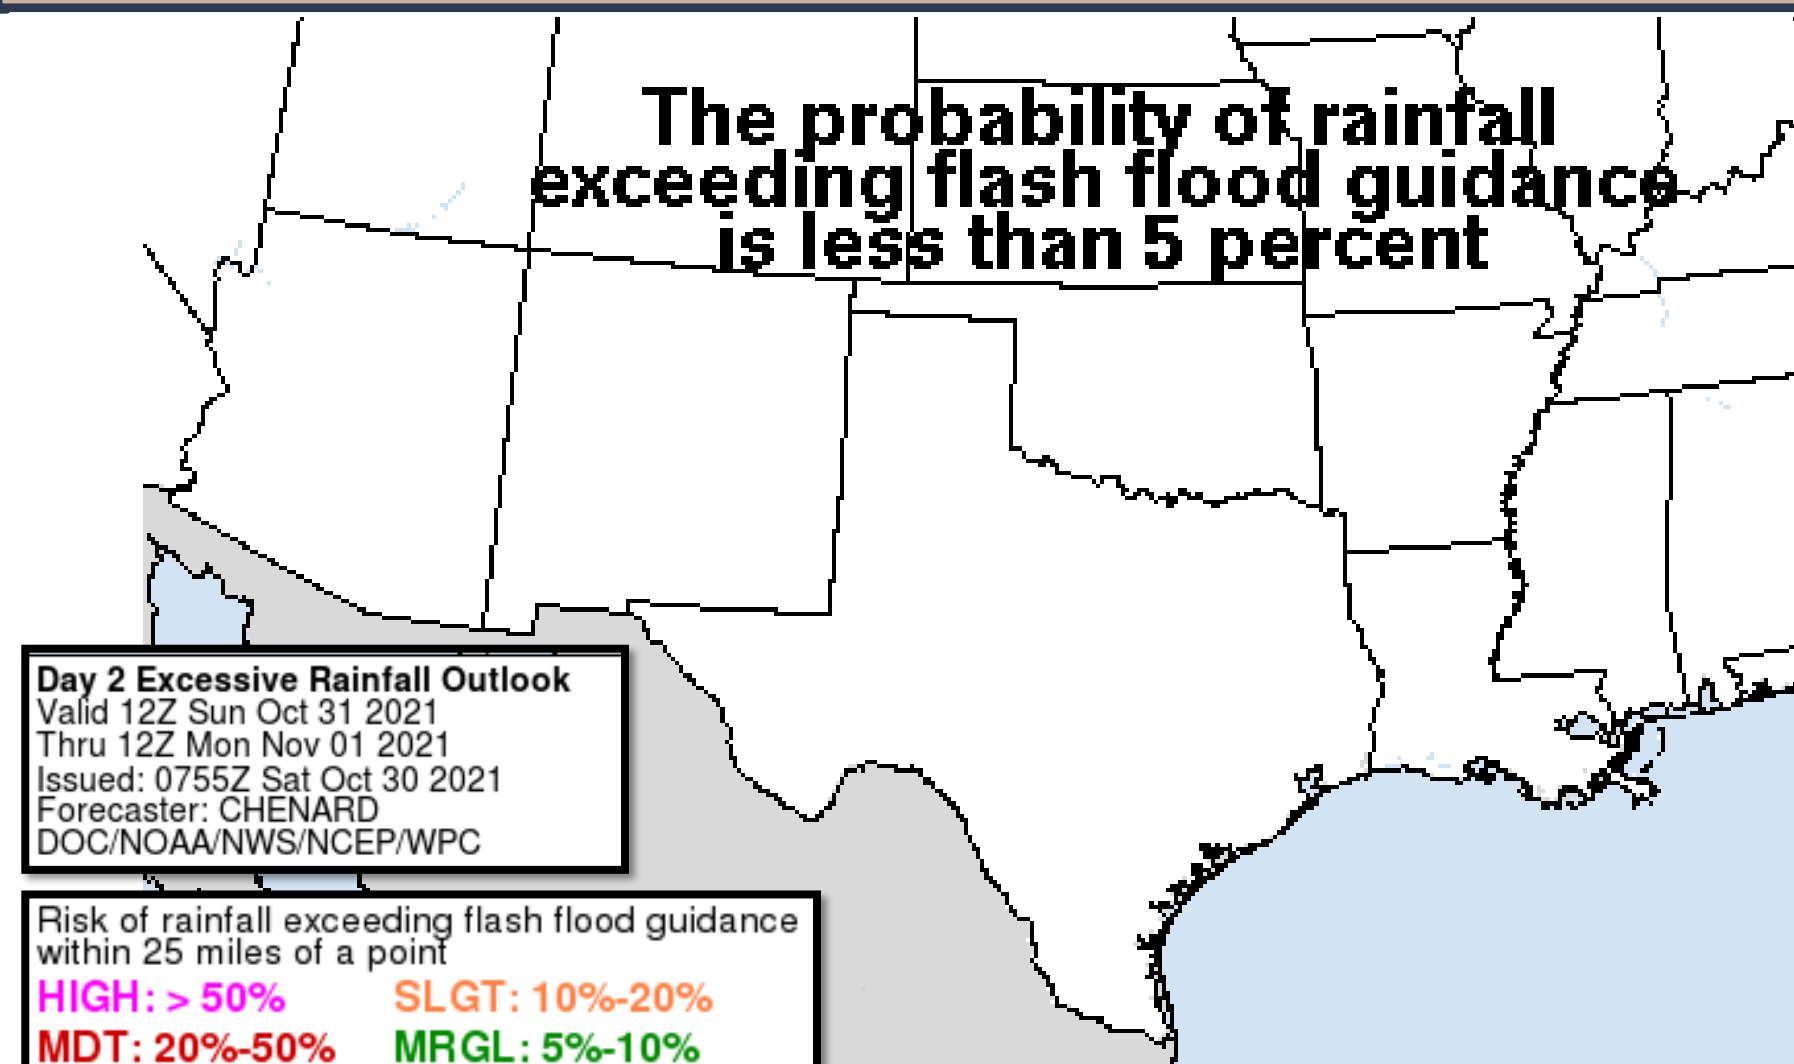 The probability of rainfall
exceeding flash flood guidance
is less than 5 percent
Day 2 Excessive Rainfall Outlook
Valid 12Z Sun Oct 31 2021
Thru 12Z Mon Nov 01 2021
Issued: 0755Z Sat Oct 30 2021
Forecaster: CHENARD
DOC/NOAA/NWS/NCEP/WPC
Risk of rainfall exceeding flash flood guidance
within 25 miles of a point
HIGH: > 50% SLGT: 10%-20%
MDT: 20%-50% MRGL: 5%-10%